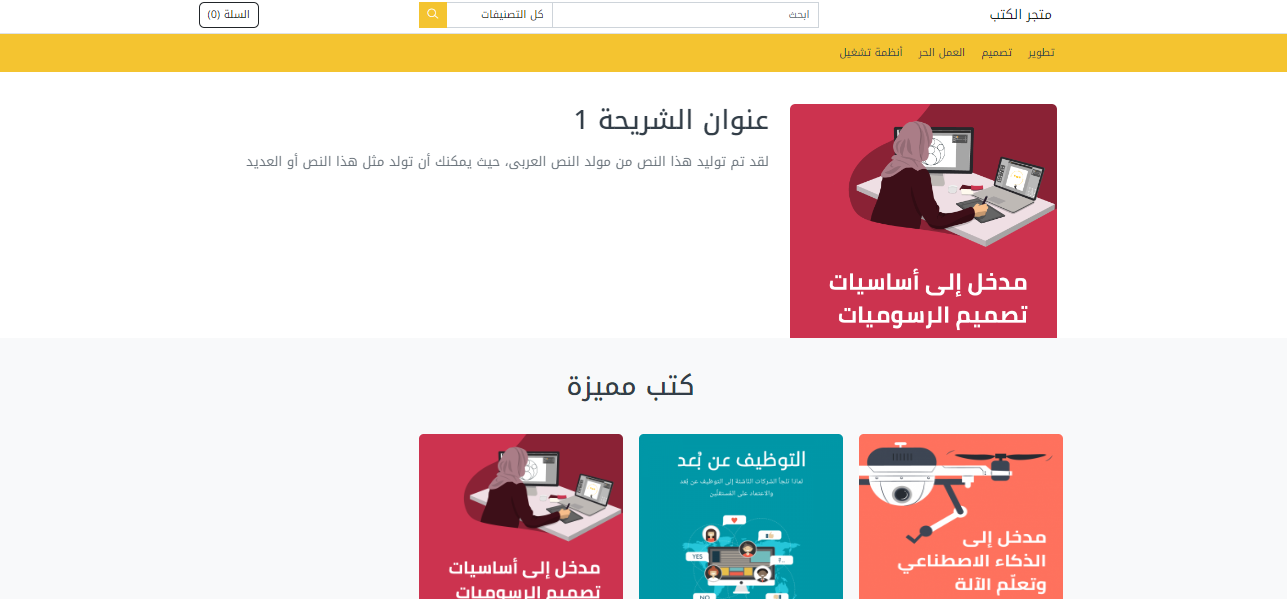 متجر الكتب
ابحث
كل التصنيفات
السلة (0)
تطوير
تصميم
العمل الحر
أنظمة تشغيل
عنوان الشريحة 1
لقد تم توليد هذا النص من مولد النص العربى، حيث يمكنك أن تولد مثل هذا النص أو العديد
مدخل إلى أساسيات
تصميم الرسوميات
كتب مميزة
مدخل إلى
الذكاء الاصطناعي
وتعلّم الآلة
التوظيف عن بُعد
لماذا تلجأ الشركات الناشئة إلى التوظيف عن بُعد
والاعتماد على المستقلّين
YES
NO
مدخل إلى أساسيات
تصميم الرسوميات